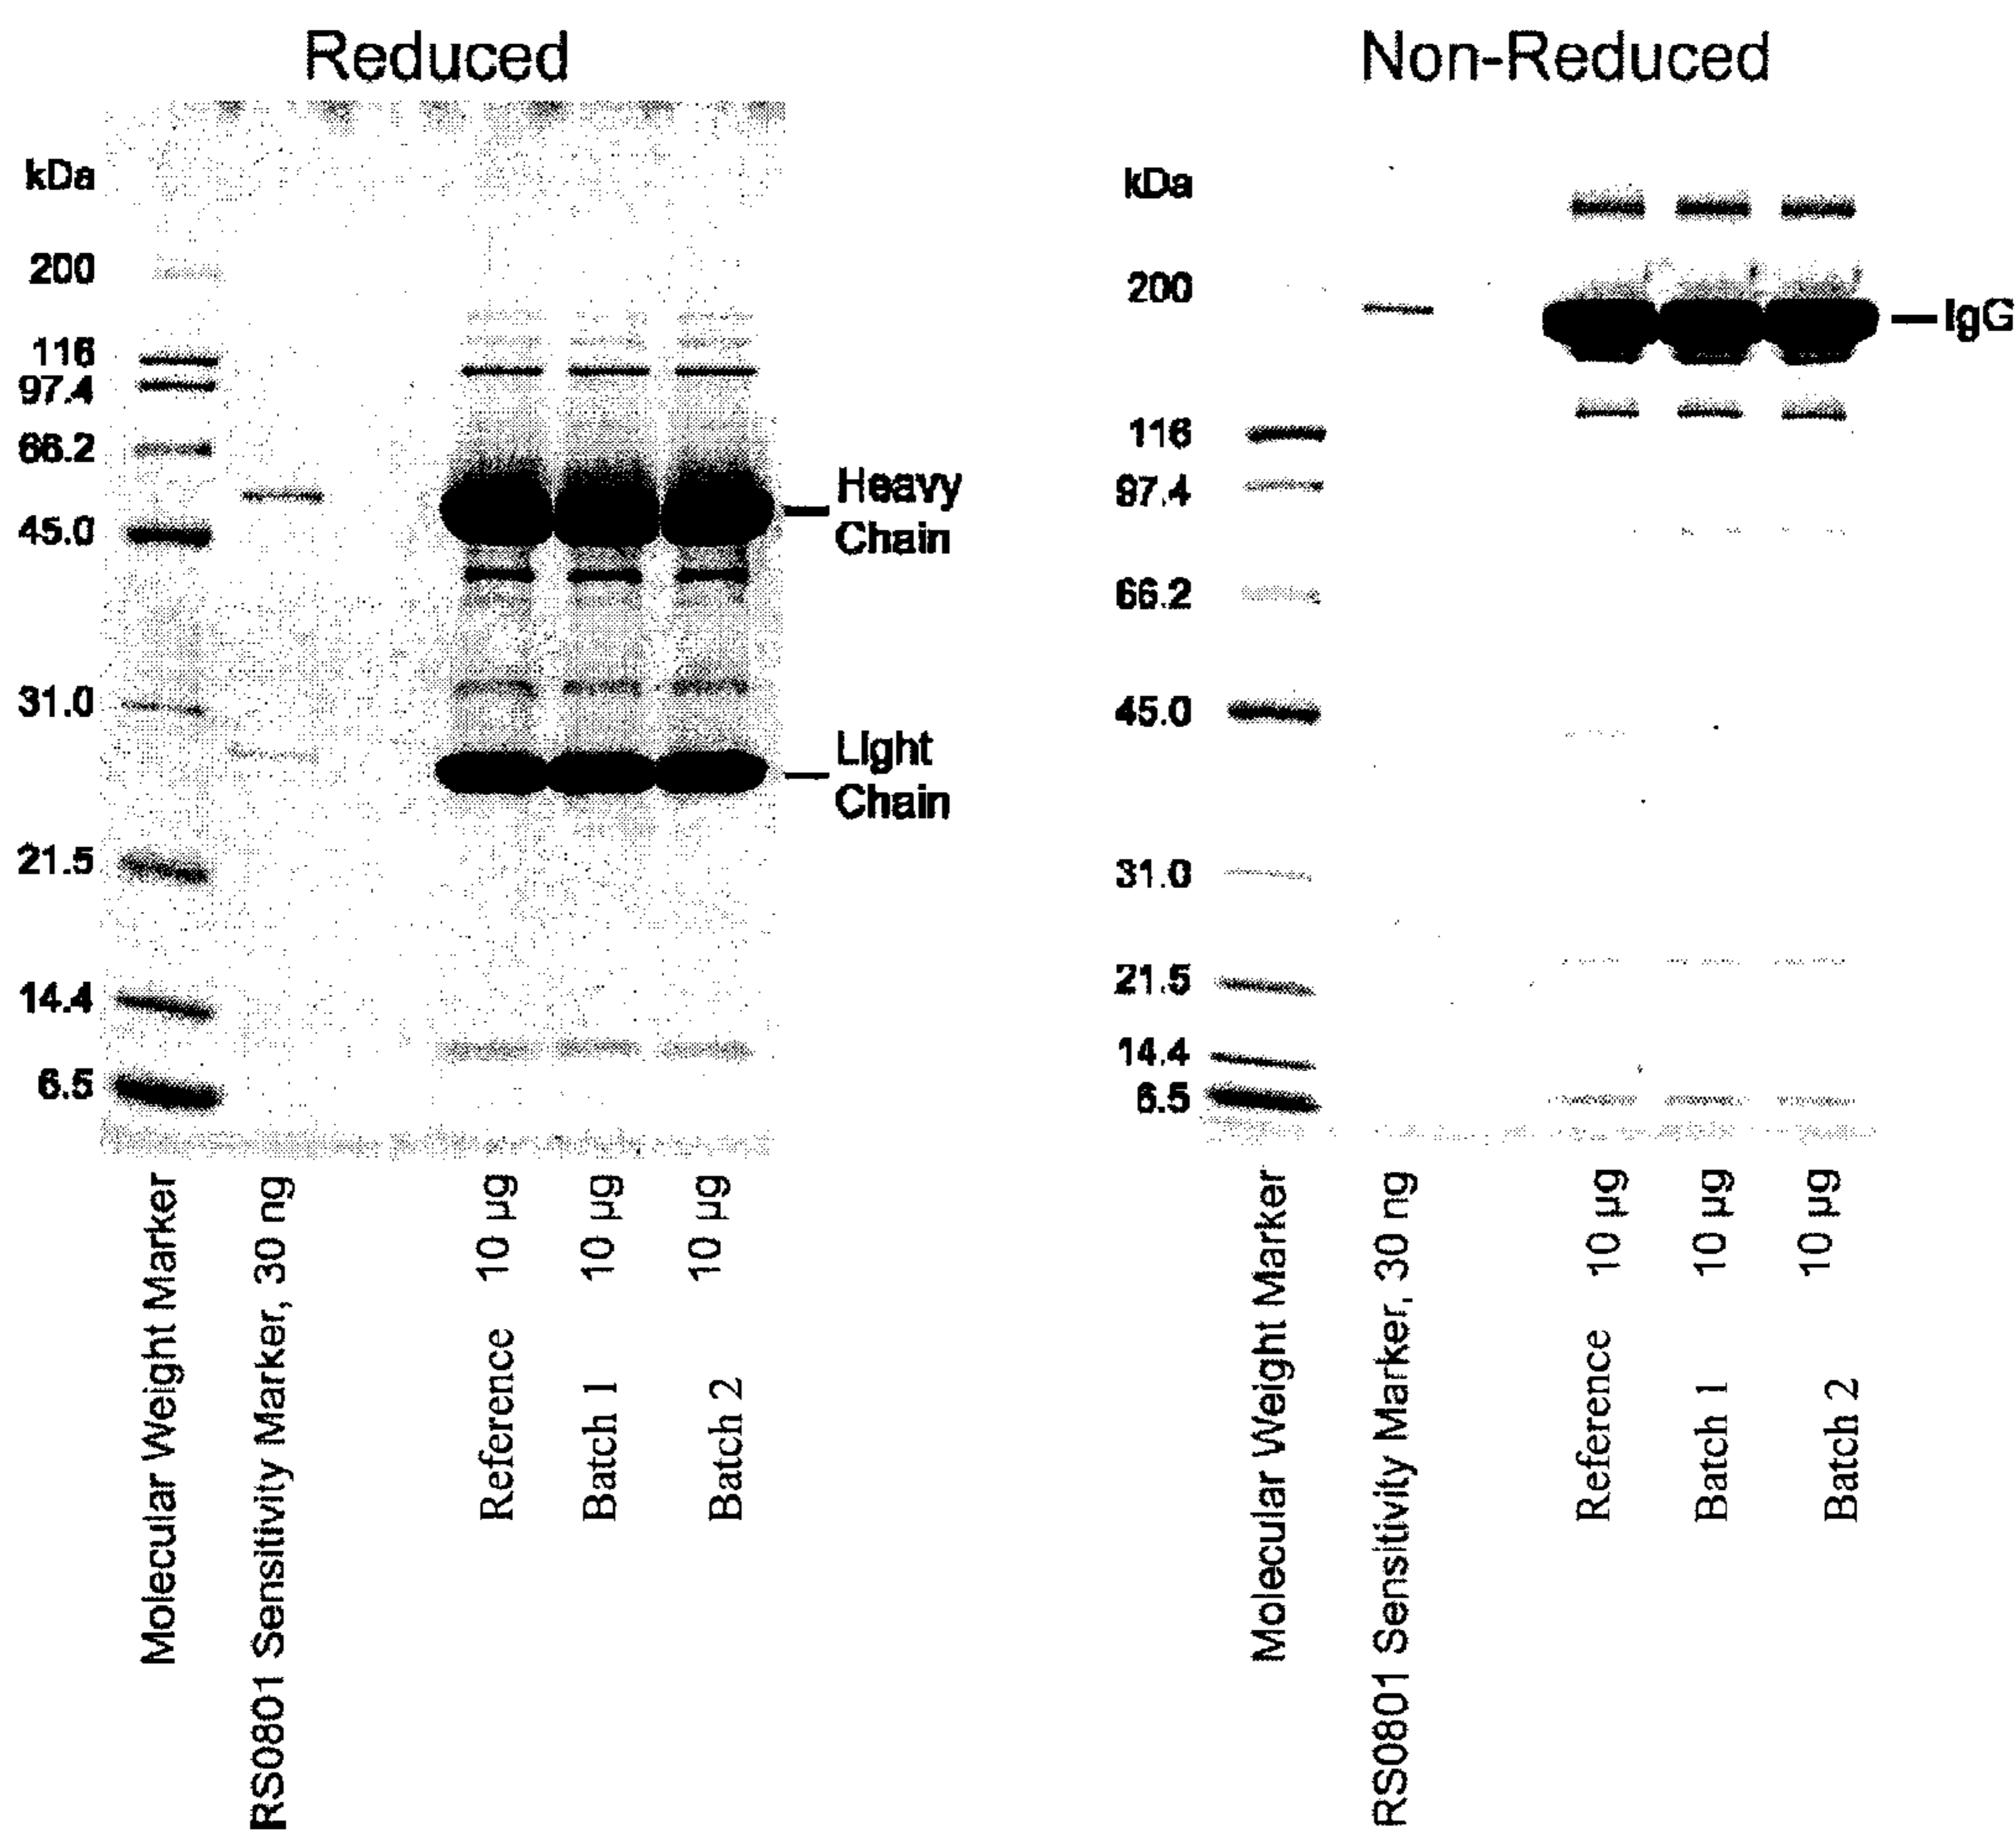 Reduced
kDa
200
116
97.4
66.2
45.0
31.0
21.5
14.4
6.5
Heavy
Chain
Light
Chain
Molecular Weight Marker
RS0801 Sensitivity Marker, 30 ng
Reference 10 µg
Batch 1 10 µg
Batch 2 10 µg
Non-Reduced
kDa
200
116
97.4
66.2
45.0
31.0
21.5
14.4
6.5
IgG
Molecular Weight Marker
RS0801 Sensitivity Marker, 30 ng
Reference 10 µg
Batch 1 10 µg
Batch 2 10 µg